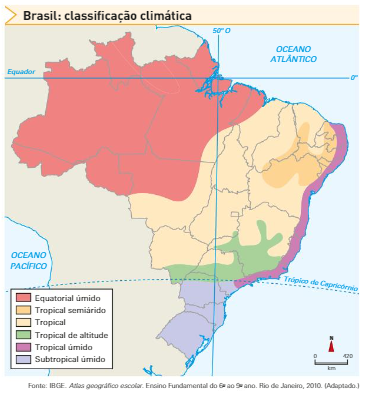 Brasil: classificação climática
50° O
OCEANO
ATLÂNTICO
Equador
0°
OCEANO
PACÍFICO
Trópico de Capricórnio
Equatorial úmido
Tropical semiárido
Tropical
Tropical de altitude
Tropical úmido
Subtropical úmido
N
0 420
km
Fonte: IBGE. Atlas geográfico escolar. Ensino Fundamental do 6º ao 9º ano. Rio de Janeiro, 2010. (Adaptado.)